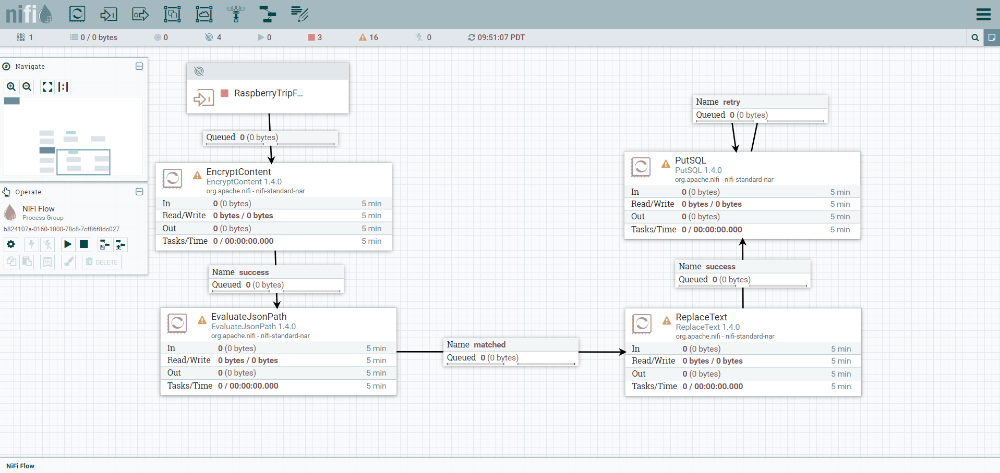 nifi
1
0 / 0 bytes
0
4
0
3
16
0
09:51:07 PDT
Navigate
Operate
NiFi Flow
Process Group
b824107a-0160-1000-78c8-7cf86f8dc027
DELETE
RaspberryTripF...
Queued 0 (0 bytes)
EncryptContent
EncryptContent 1.4.0
org.apache.nifi - nifi-standard-nar
In 0 (0 bytes) 5 min
Read/Write 0 bytes / 0 bytes 5 min
Out 0 (0 bytes) 5 min
Tasks/Time 0 / 00:00:00.000 5 min
Name success
Queued 0 (0 bytes)
EvaluateJsonPath
EvaluateJsonPath 1.4.0
org.apache.nifi - nifi-standard-nar
In 0 (0 bytes) 5 min
Read/Write 0 bytes / 0 bytes 5 min
Out 0 (0 bytes) 5 min
Tasks/Time 0 / 00:00:00.000 5 min
Name matched
Queued 0 (0 bytes)
Name retry
Queued 0 (0 bytes)
PutSQL
PutSQL 1.4.0
org.apache.nifi - nifi-standard-nar
In 0 (0 bytes) 5 min
Read/Write 0 bytes / 0 bytes 5 min
Out 0 (0 bytes) 5 min
Tasks/Time 0 / 00:00:00.000 5 min
Name success
Queued 0 (0 bytes)
ReplaceText
ReplaceText 1.4.0
org.apache.nifi - nifi-standard-nar
In 0 (0 bytes) 5 min
Read/Write 0 bytes / 0 bytes 5 min
Out 0 (0 bytes) 5 min
Tasks/Time 0 / 00:00:00.000 5 min
NiFi Flow